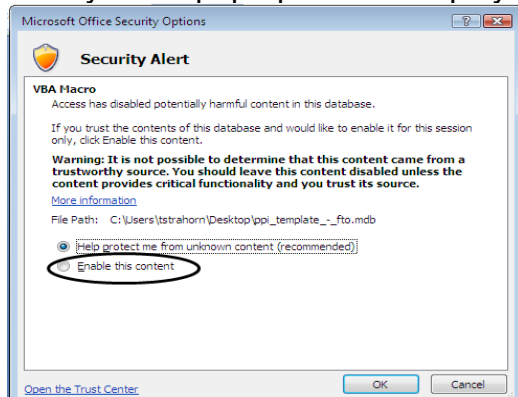 Microsoft Office Security Options
Security Alert
VBA Macro
Access has disabled potentially harmful content in this database.
If you trust the contents of this database and would like to enable it for this session
only, click Enable this content.
Warning: It is not possible to determine that this content came from a
trustworthy source. You should leave this content disabled unless the
content provides critical functionality and you trust its source.
More information
File Path: C:\Users\tstrahorn\Desktop\ppi_template_-_fto.mdb
Help protect me from unknown content (recommended)
Enable this content
Open the Trust Center
OK
Cancel